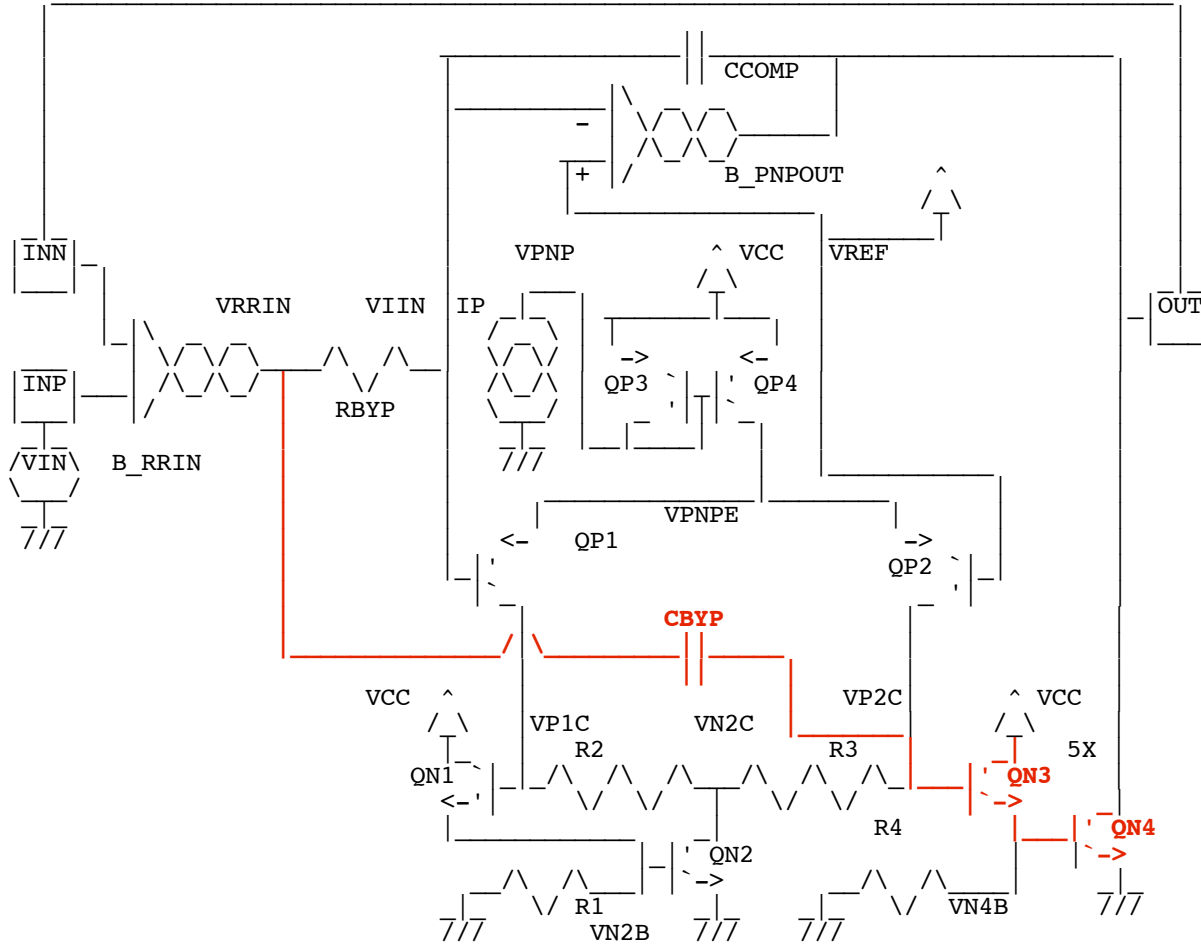 CCOMP
-
+ B_PNPOUT
INN VPNP ^ VCC VREF
VRRIN VIIN IP OUT
INP QP3 QP4
RBYP
VIN B_RRIN
VPNPE
QP1
QP2
CBYP
VCC VP2C VCC
VP1C VN2C
R2 R3 5X
QN1 QN3
R4 QN4
QN2
R1 VN4B
VN2B